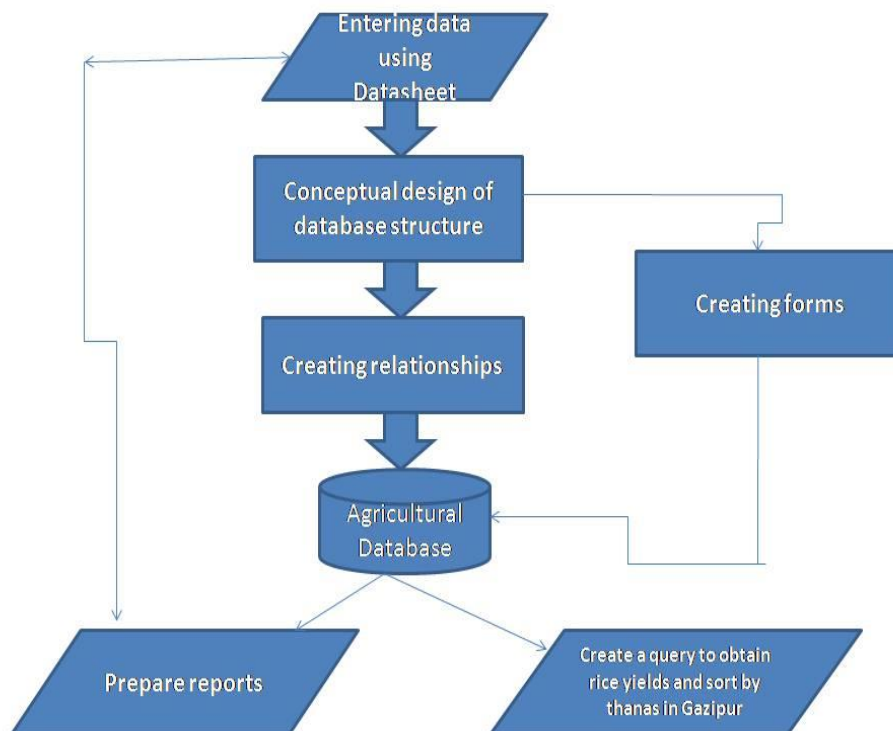 Entering data
using
Datasheet
Conceptual design of
database structure
Creating forms
Creating relationships
Agricultural
Database
Prepare reports
Create a query to obtain
rice yields and sort by
thanas in Gazipur